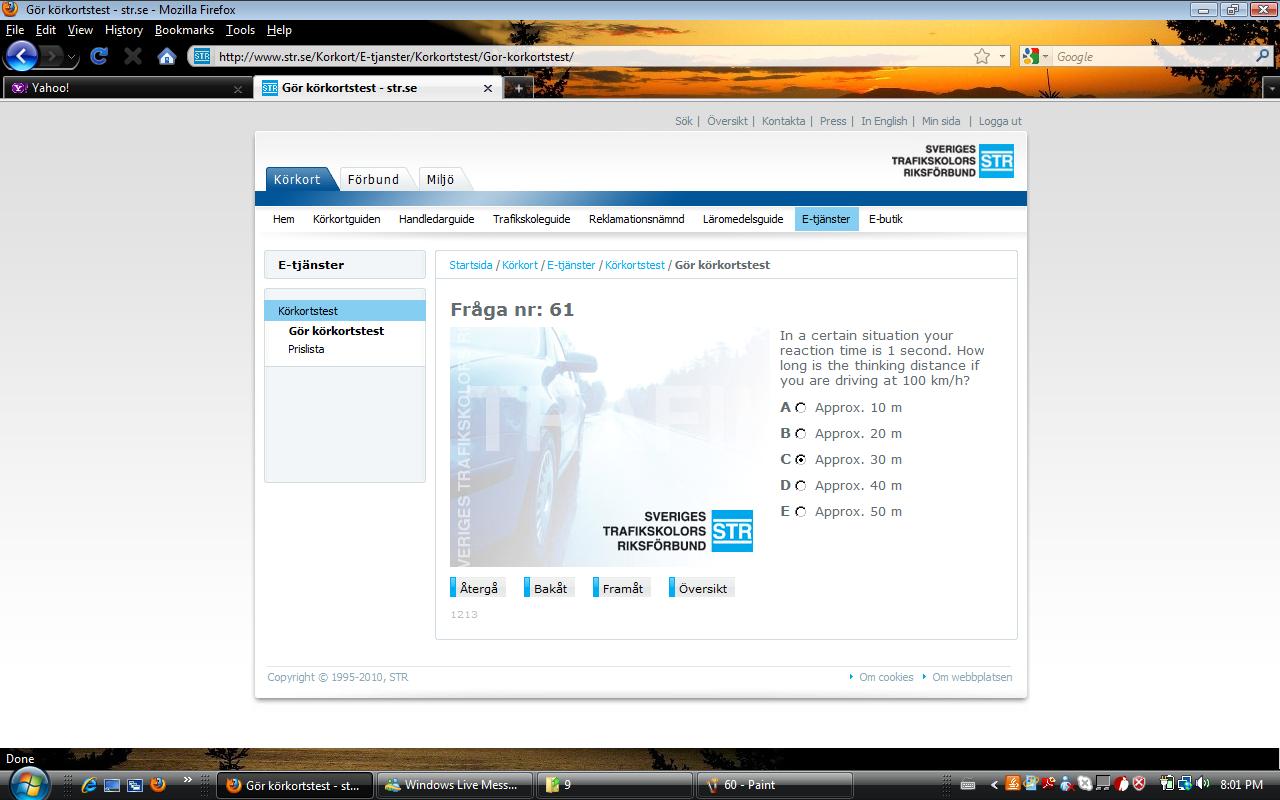 Gör körkortstest - str.se - Mozilla Firefox
File Edit View History Bookmarks Tools Help
STR http://www.str.se/Korkort/E-tjanster/Korkortstest/Gor-korkortstest/ Google
Yahoo! STR Gör körkortstest - str.se
Sök | Översikt | Kontakta | Press | In English | Min sida | Logga ut
SVERIGES
TRAFIKSKOLORS STR
RIKSFÖRBUND
Körkort Förbund Miljö
Hem Körkortguiden Handledarguide Trafikskoleguide Reklamationsnämnd Läromedelsguide E-tjänster E-butik
E-tjänster
Körkortstest
Gör körkortstest
Prislista
Startsida / Körkort / E-tjänster / Körkortstest / Gör körkortstest
Fråga nr: 61
In a certain situation your
reaction time is 1 second. How
long is the thinking distance if
you are driving at 100 km/h?
A Approx. 10 m
B Approx. 20 m
C Approx. 30 m
D Approx. 40 m
E Approx. 50 m
SVERIGES
TRAFIKSKOLORS STR
RIKSFÖRBUND
Återgå Bakåt Framåt Översikt
1213
Copyright © 1995-2010, STR Om cookies Om webbplatsen
Done
Gör körkortstest - st... Windows Live Mess... 9 60 - Paint 8:01 PM